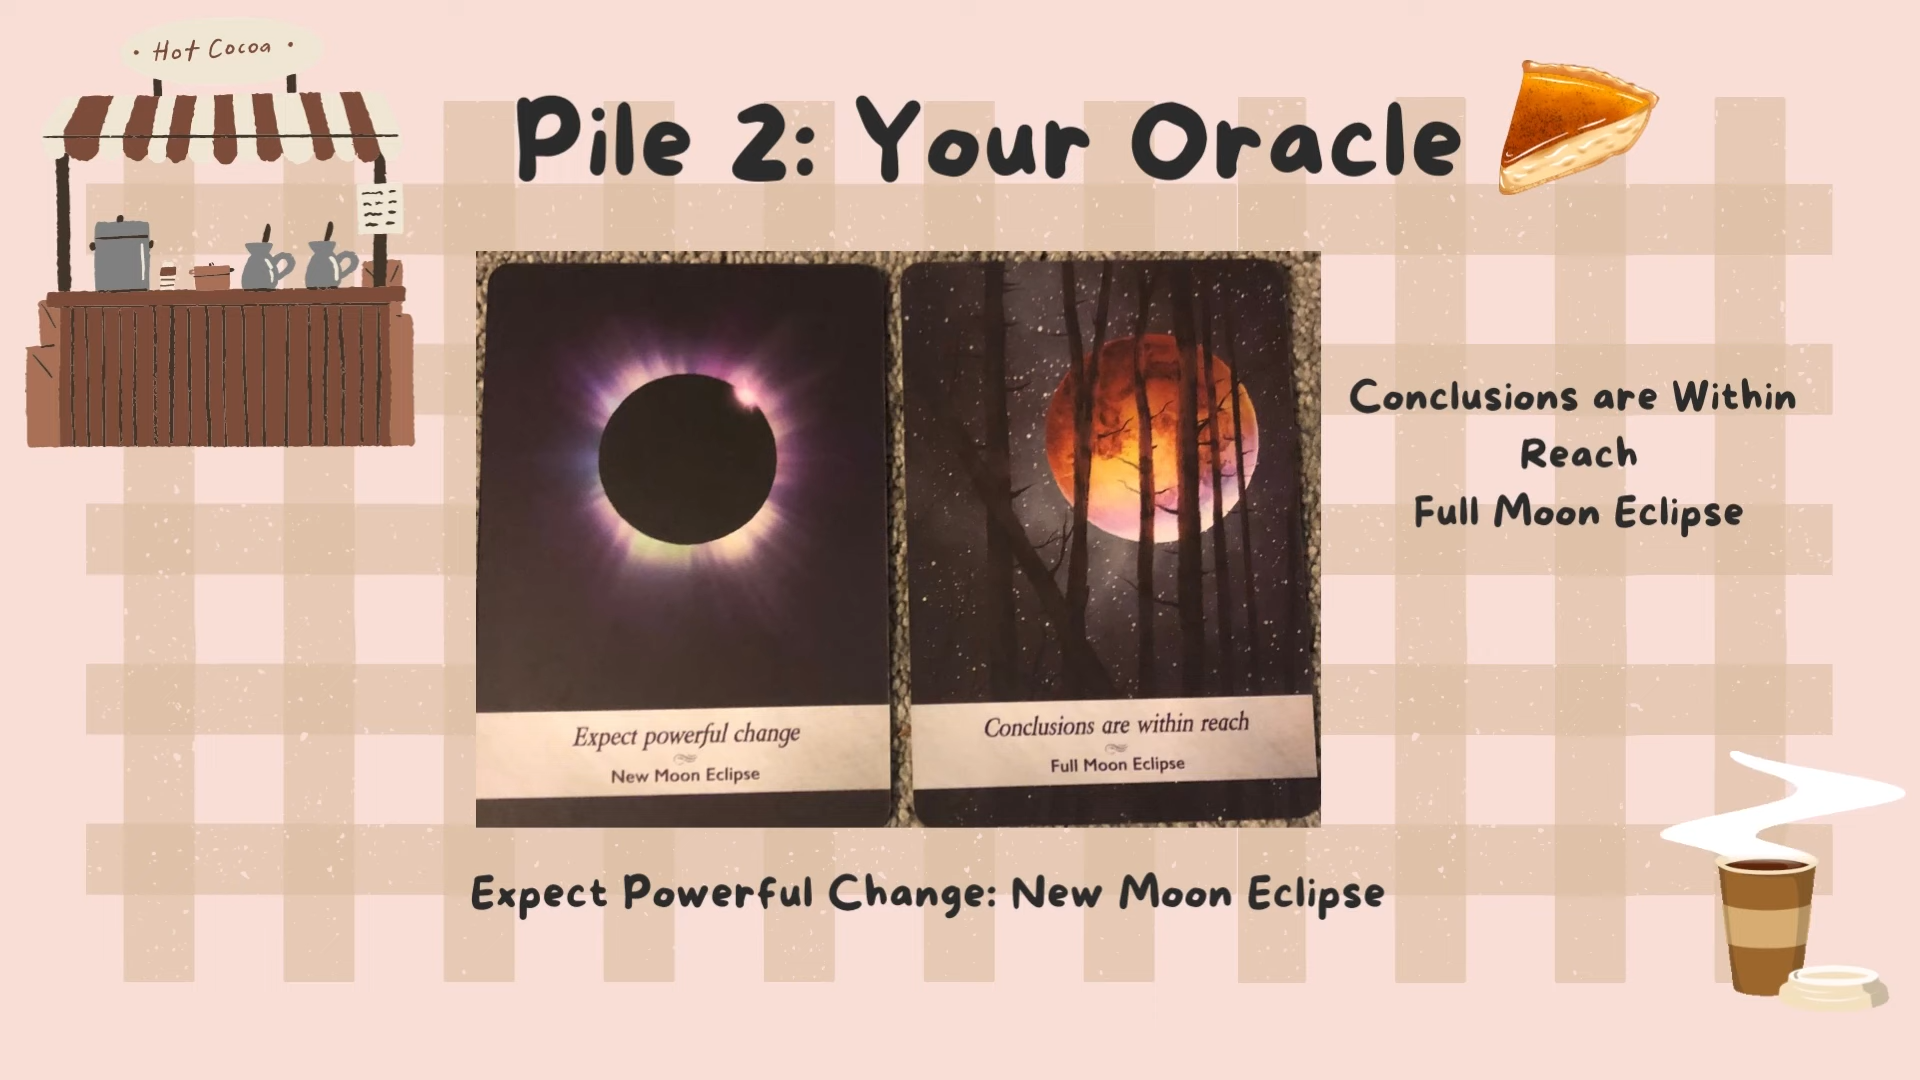 • Hot Cocoa •
Pile 2: Your Oracle
Expect powerful change
New Moon Eclipse
Conclusions are within reach
Full Moon Eclipse
Conclusions are Within
Reach
Full Moon Eclipse
Expect Powerful Change: New Moon Eclipse